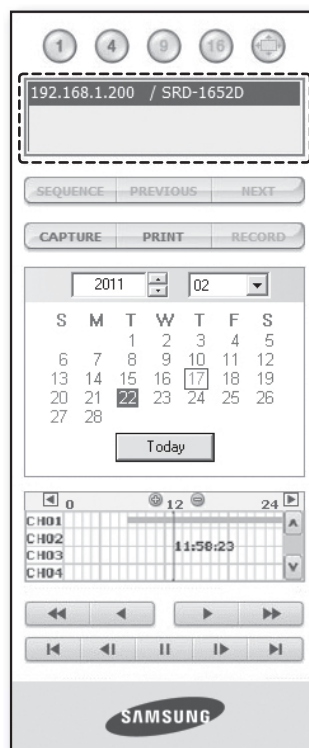 1 4 9 16
192.168.1.200 / SRD-1652D
SEQUENCE PREVIOUS NEXT
CAPTURE PRINT RECORD
2011 02
S M T W T F S
1 2 3 4 5
6 7 8 9 10 11 12
13 14 15 16 17 18 19
20 21 22 23 24 25 26
27 28
Today
0 12 24
CH01
CH02 11:58:23
CH03
CH04
SAMSUNG